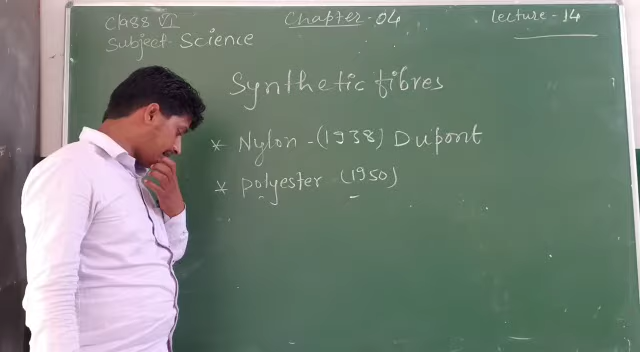 Class VI
Chapter - 04
Lecture - 14
Subject - Science
Synthetic fibres
* Nylon - (1938) Dupont
* polyester - (1950)